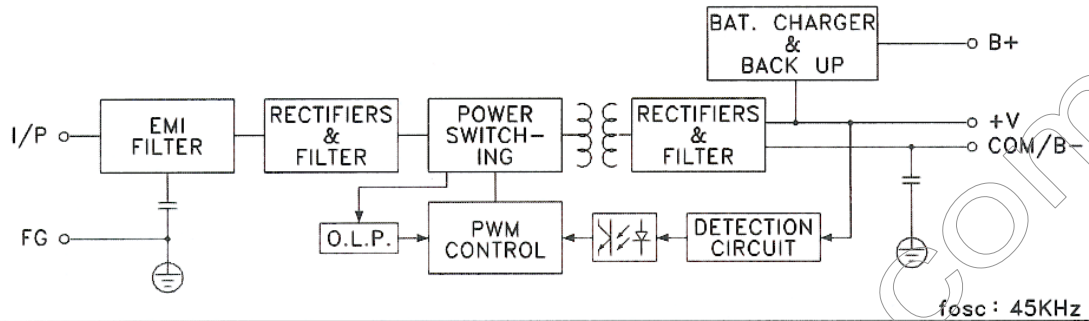 BAT. CHARGER
&
BACK UP
B+
I/P
EMI
FILTER
RECTIFIERS
&
FILTER
POWER
SWITCH-
ING
RECTIFIERS
&
FILTER
+V
COM/B-
FG
O.L.P.
PWM
CONTROL
DETECTION
CIRCUIT
fosc : 45KHz
com